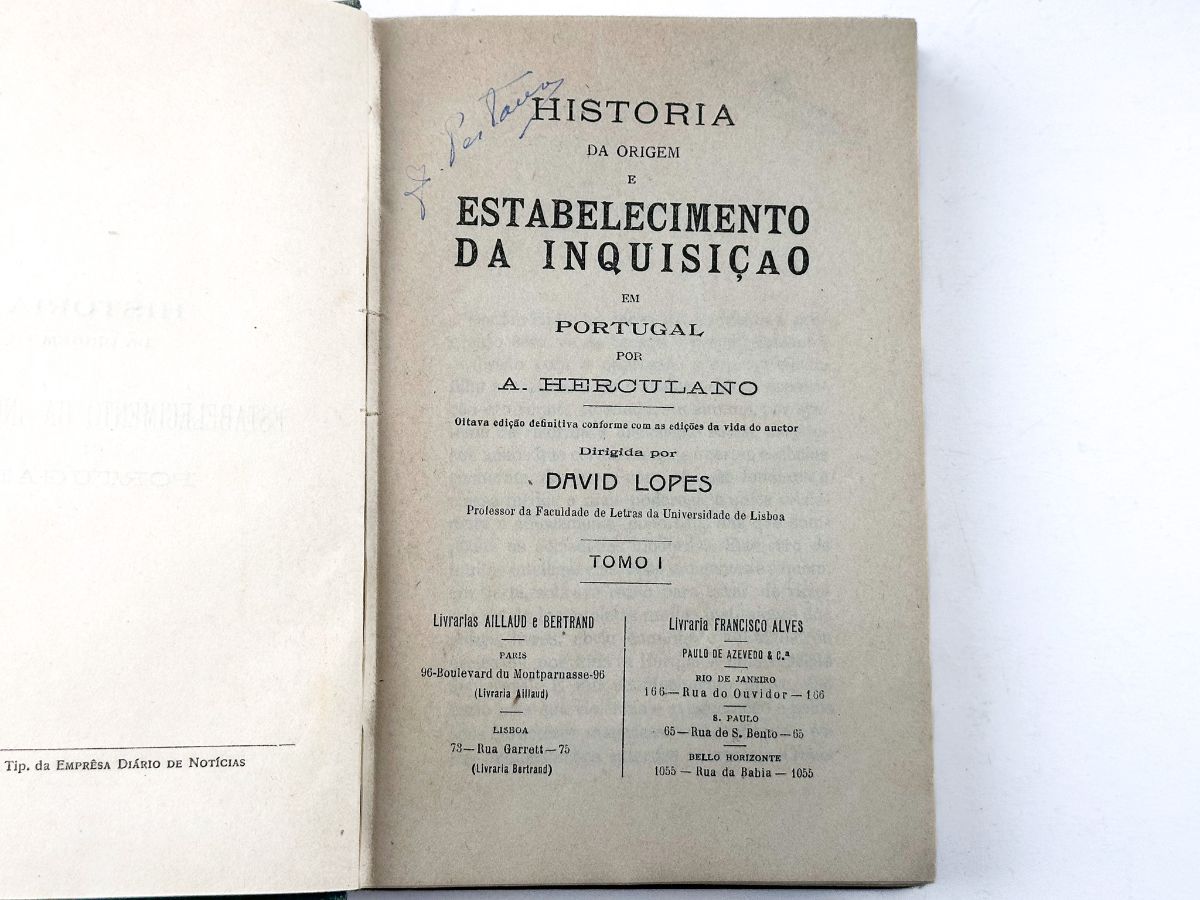 Tip. da EMPRÊSA DIÁRIO DE NOTÍCIAS
HISTORIA
DA ORIGEM
E
ESTABELECIMENTO
DA INQUISIÇAO
EM
PORTUGAL
POR
A. HERCULANO
Oitava edição definitiva conforme com as edições da vida do auctor
Dirigida por
DAVID LOPES
Professor da Faculdade de Letras da Universidade de Lisboa
TOMO I
Livrarias AILLAUD e BERTRAND
PARIS
96-Boulevard du Montparnasse-96
(Livraria Aillaud)
LISBOA
73—Rua Garrett—75
(Livraria Bertrand)
Livraria FRANCISCO ALVES
PAULO DE AZEVEDO & C.ª
RIO DE JANEIRO
166—Rua do Ouvidor—166
S. PAULO
65—Rua de S. Bento—65
BELLO HORIZONTE
1055 — Rua da Bahia — 1055